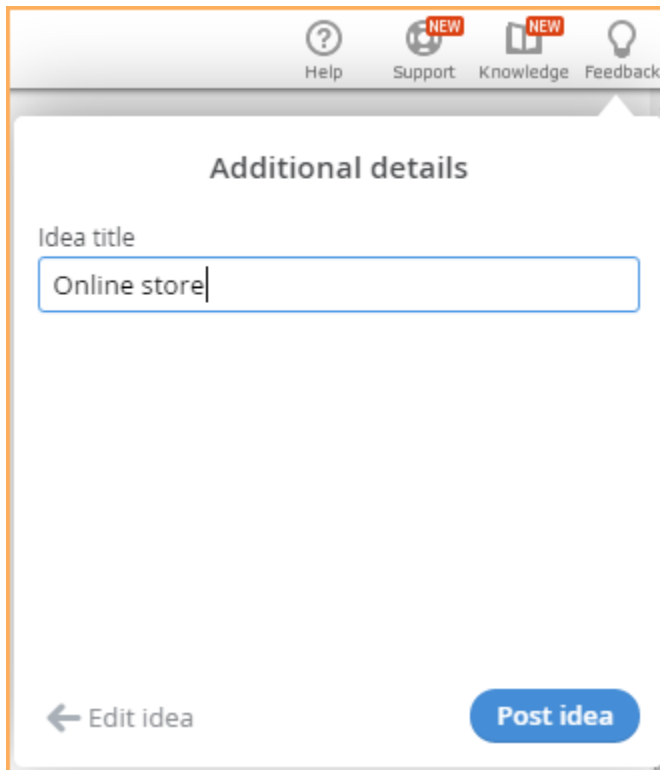 NEW NEW
Help Support Knowledge Feedback
Additional details
Idea title
Online store
Edit idea Post idea